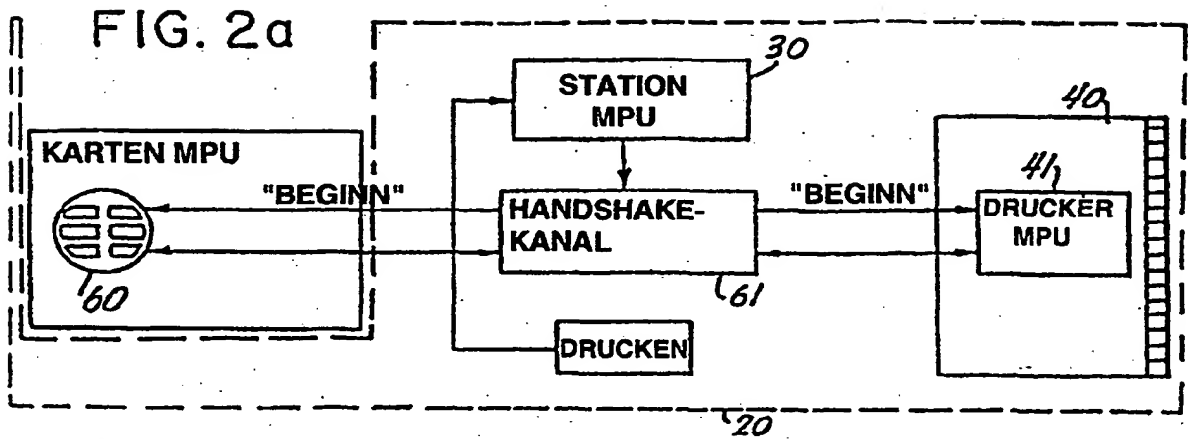 FIG. 2a
30
STATION
MPU
40
KARTEN MPU
"BEGINN"
HANDSHAKE-
KANAL
"BEGINN"
41
DRUCKER
MPU
60
61
DRUCKEN
20